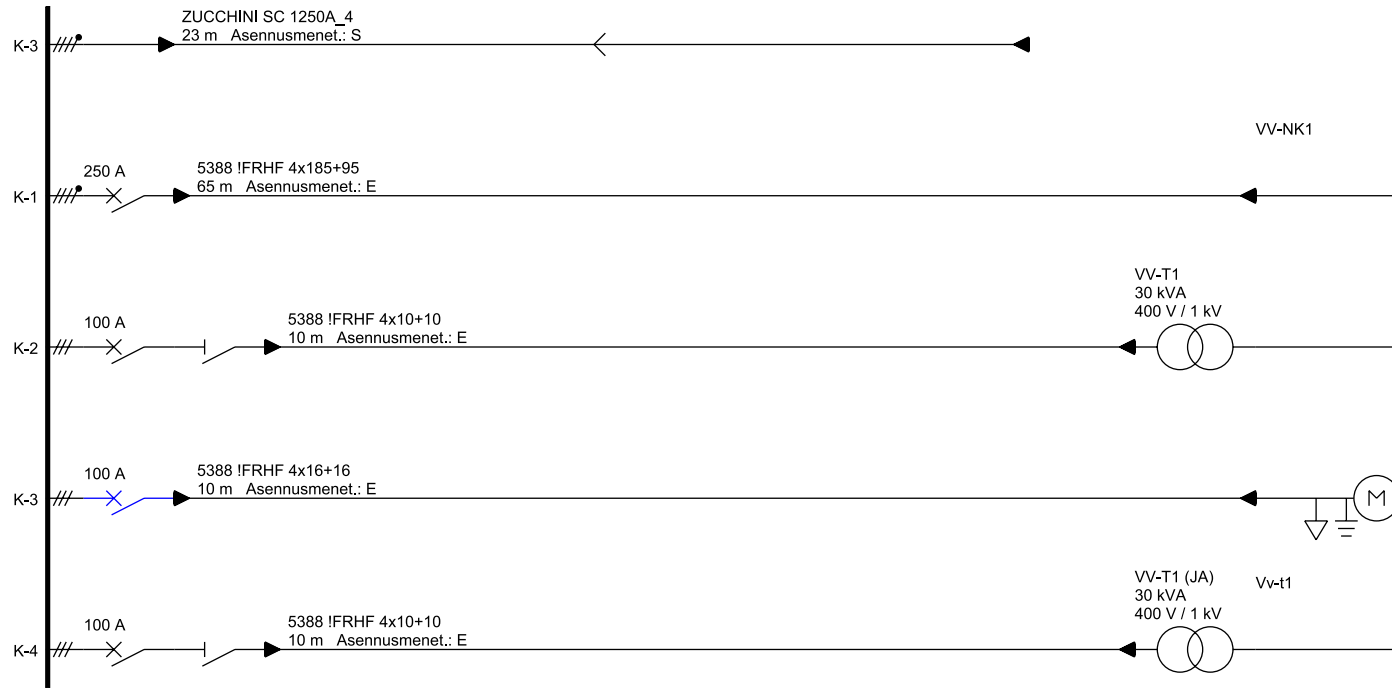 ZUCCHINI SC 1250A_4
23 m Asennusmenet.: S
K-3
VV-NK1
250 A
5388 !FRHF 4x185+95
65 m Asennusmenet.: E
K-1
VV-T1
30 kVA
400 V / 1 kV
100 A
5388 !FRHF 4x10+10
10 m Asennusmenet.: E
K-2
100 A
5388 !FRHF 4x16+16
10 m Asennusmenet.: E
K-3
M
VV-T1 (JA)
30 kVA
400 V / 1 kV
Vv-t1
100 A
5388 !FRHF 4x10+10
10 m Asennusmenet.: E
K-4